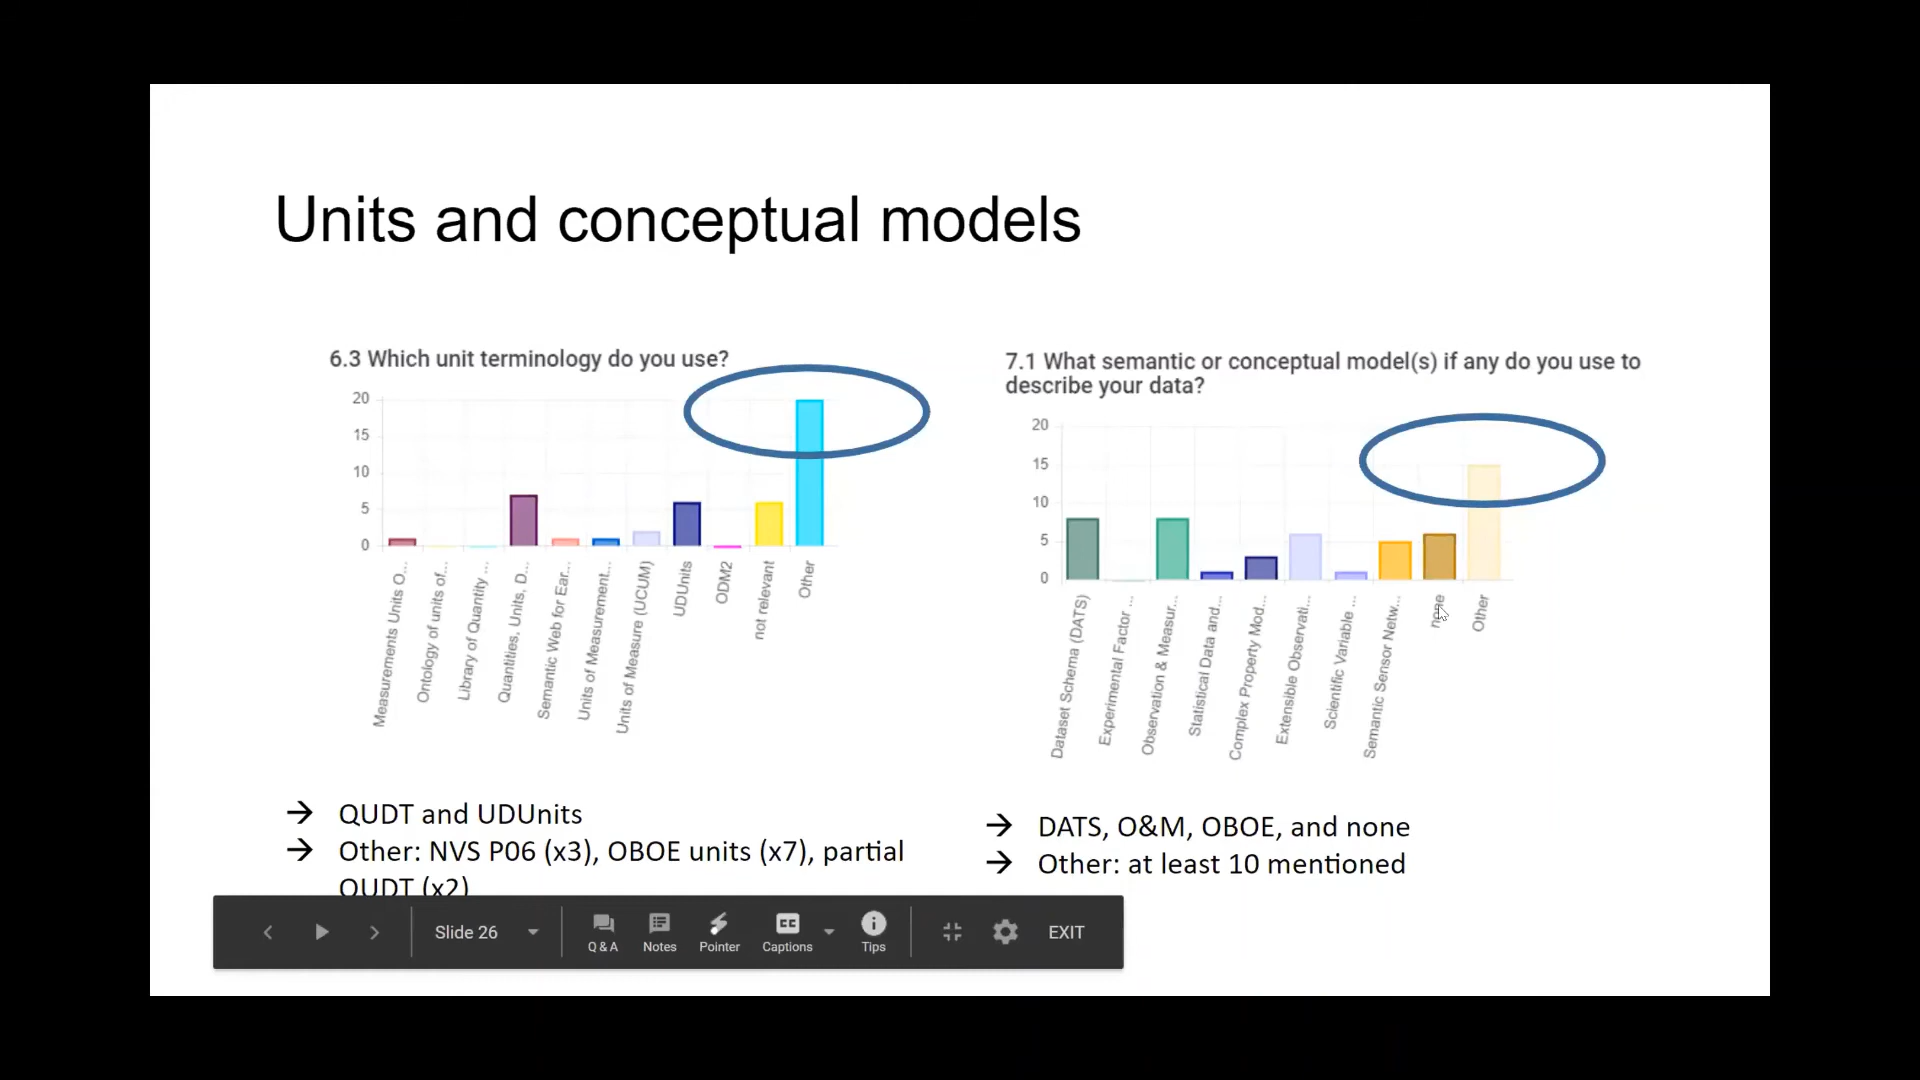 Units and conceptual models
6.3 Which unit terminology do you use?
20
15
10
5
0
Measurements Units O...
Ontology of units of...
Library of Quantity ...
Quantities, Units, D...
Semantic Web for Ear...
Units of Measurement...
Units of Measure (UCUM)
UDUnits
ODM2
not relevant
Other
7.1 What semantic or conceptual model(s) if any do you use to
describe your data?
20
15
10
5
0
Dataset Schema (DATS)
Experimental Factor ...
Observation & Measur...
Statistical Data and...
Complex Property Mod...
Extensible Observati...
Scientific Variable ...
Semantic Sensor Netw...
none
Other
→ QUDT and UDUnits
→ Other: NVS P06 (x3), OBOE units (x7), partial
QUDT (x2)
→ DATS, O&M, OBOE, and none
→ Other: at least 10 mentioned
Slide 26
Q & A
Notes
Pointer
CC
Captions
Tips
EXIT